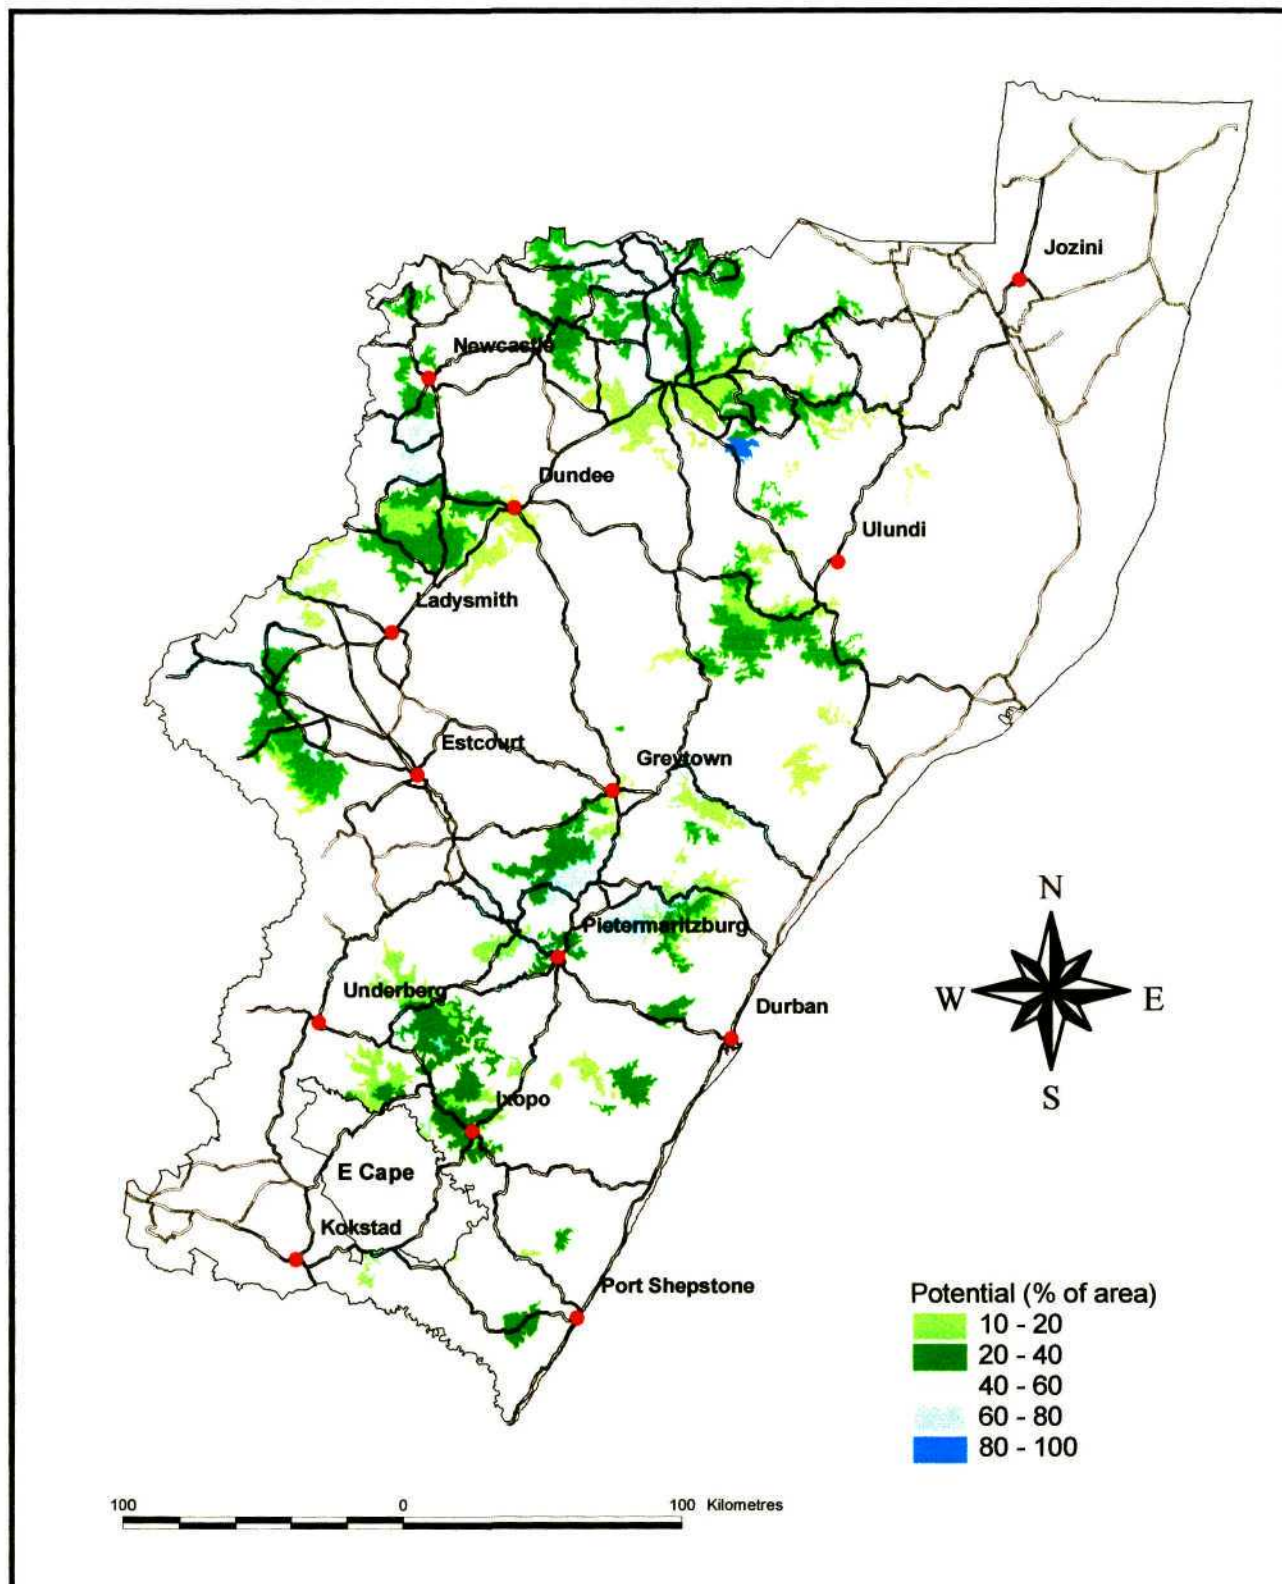 Jozini
Newcastle
Dundee
Ulundi
Ladysmith
Estcourt
Greytown
Pietermaritzburg
Underberg
Durban
Ixopo
E Cape
Kokstad
Port Shepstone
N
W
E
S
Potential (% of area)
10 - 20
20 - 40
40 - 60
60 - 80
80 - 100
100 0 100 Kilometres